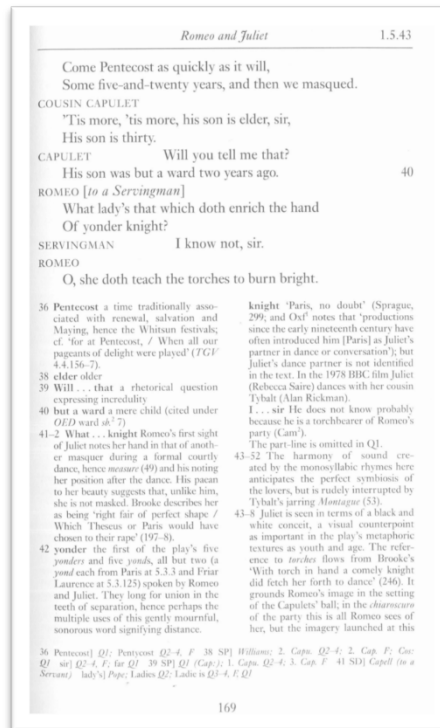 Romeo and Juliet 1.5.43
Come Pentecost as quickly as it will,
Some five-and-twenty years, and then we masqued.
COUSIN CAPULET
'Tis more, 'tis more, his son is elder, sir,
His son is thirty.
CAPULET Will you tell me that?
His son was but a ward two years ago. 40
ROMEO [to a Servingman]
What lady's that which doth enrich the hand
Of yonder knight?
SERVINGMAN I know not, sir.
ROMEO
O, she doth teach the torches to burn bright.
36 Pentecost a time traditionally asso-
ciated with renewal, salvation and
Maying, hence the Whitsun festivals;
cf. 'for at Pentecost, / When all our
pageants of delight were played' (TGV
4.4.156–7).
38 elder older
39 Will . . . that a rhetorical question
expressing incredulity
40 but a ward a mere child (cited under
OED ward sb.² 7)
41–2 What . . . knight Romeo's first sight
of Juliet notes her hand in that of anoth-
er masquer during a formal courtly
dance, hence measure (49) and his noting
her position after the dance. His paean
to her beauty suggests that, unlike him,
she is not masked. Brooke describes her
as being 'right fair of perfect shape /
Which Theseus or Paris would have
chosen to their rape' (197–8).
42 yonder the first of the play's five
yonders and five yonds, all but two (a
yond each from Paris at 5.3.3 and Friar
Laurence at 5.3.125) spoken by Romeo
and Juliet. They long for union in the
teeth of separation, hence perhaps the
multiple uses of this gently mournful,
sonorous word signifying distance.
knight 'Paris, no doubt' (Sprague,
299; and Oxf¹ notes that 'productions
since the early nineteenth century have
often introduced him [Paris] as Juliet's
partner in dance or conversation'); but
Juliet's dance partner is not identified
in the text. In the 1978 BBC film Juliet
(Rebecca Saire) dances with her cousin
Tybalt (Alan Rickman).
I . . . sir He does not know probably
because he is a torchbearer of Romeo's
party (Cam²).
The part-line is omitted in Q1.
43–52 The harmony of sound cre-
ated by the monosyllabic rhymes here
anticipates the perfect symbiosis of
the lovers, but is rudely interrupted by
Tybalt's jarring Montague (53).
43–8 Juliet is seen in terms of a black and
white conceit, a visual counterpoint
as important in the play's metaphoric
textures as youth and age. The refer-
ence to torches flows from Brooke's
'With torch in hand a comely knight
did fetch her forth to dance' (246). It
grounds Romeo's image in the setting
of the Capulets' ball; in the chiaroscuro
of the party this is all Romeo sees of
her, but the imagery launched at this
36 Pentecost] Q1; Pentycost Q2–4, F 38 SP] Williams; 2. Capu. Q2–4; 2. Cap. F; Cos:
Q1 sir] Q2–4, F; far Q1 39 SP] Q1 (Cap:); 1. Capu. Q2–4; 3. Cap. F 41 SD] Capell (to a
Servant) lady's] Pope; Ladies Q2; Ladie is Q3–4, F, Q1
169